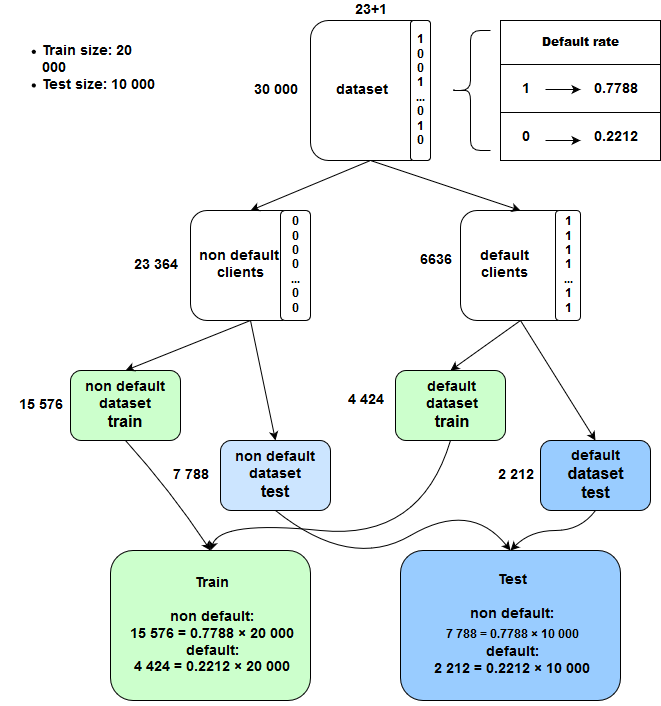 23+1
• Train size: 20
000
• Test size: 10 000
30 000
dataset
1
0
0
1
...
0
1
0
Default rate
1 → 0.7788
0 → 0.2212
23 364
non default
clients
0
0
0
0
...
0
0
6636
default
clients
1
1
1
1
...
1
1
15 576
non default
dataset
train
4 424
default
dataset
train
7 788
non default
dataset
test
2 212
default
dataset
test
Train
non default:
15 576 = 0.7788 × 20 000
default:
4 424 = 0.2212 × 20 000
Test
non default:
7 788 = 0.7788 × 10 000
default:
2 212 = 0.2212 × 10 000